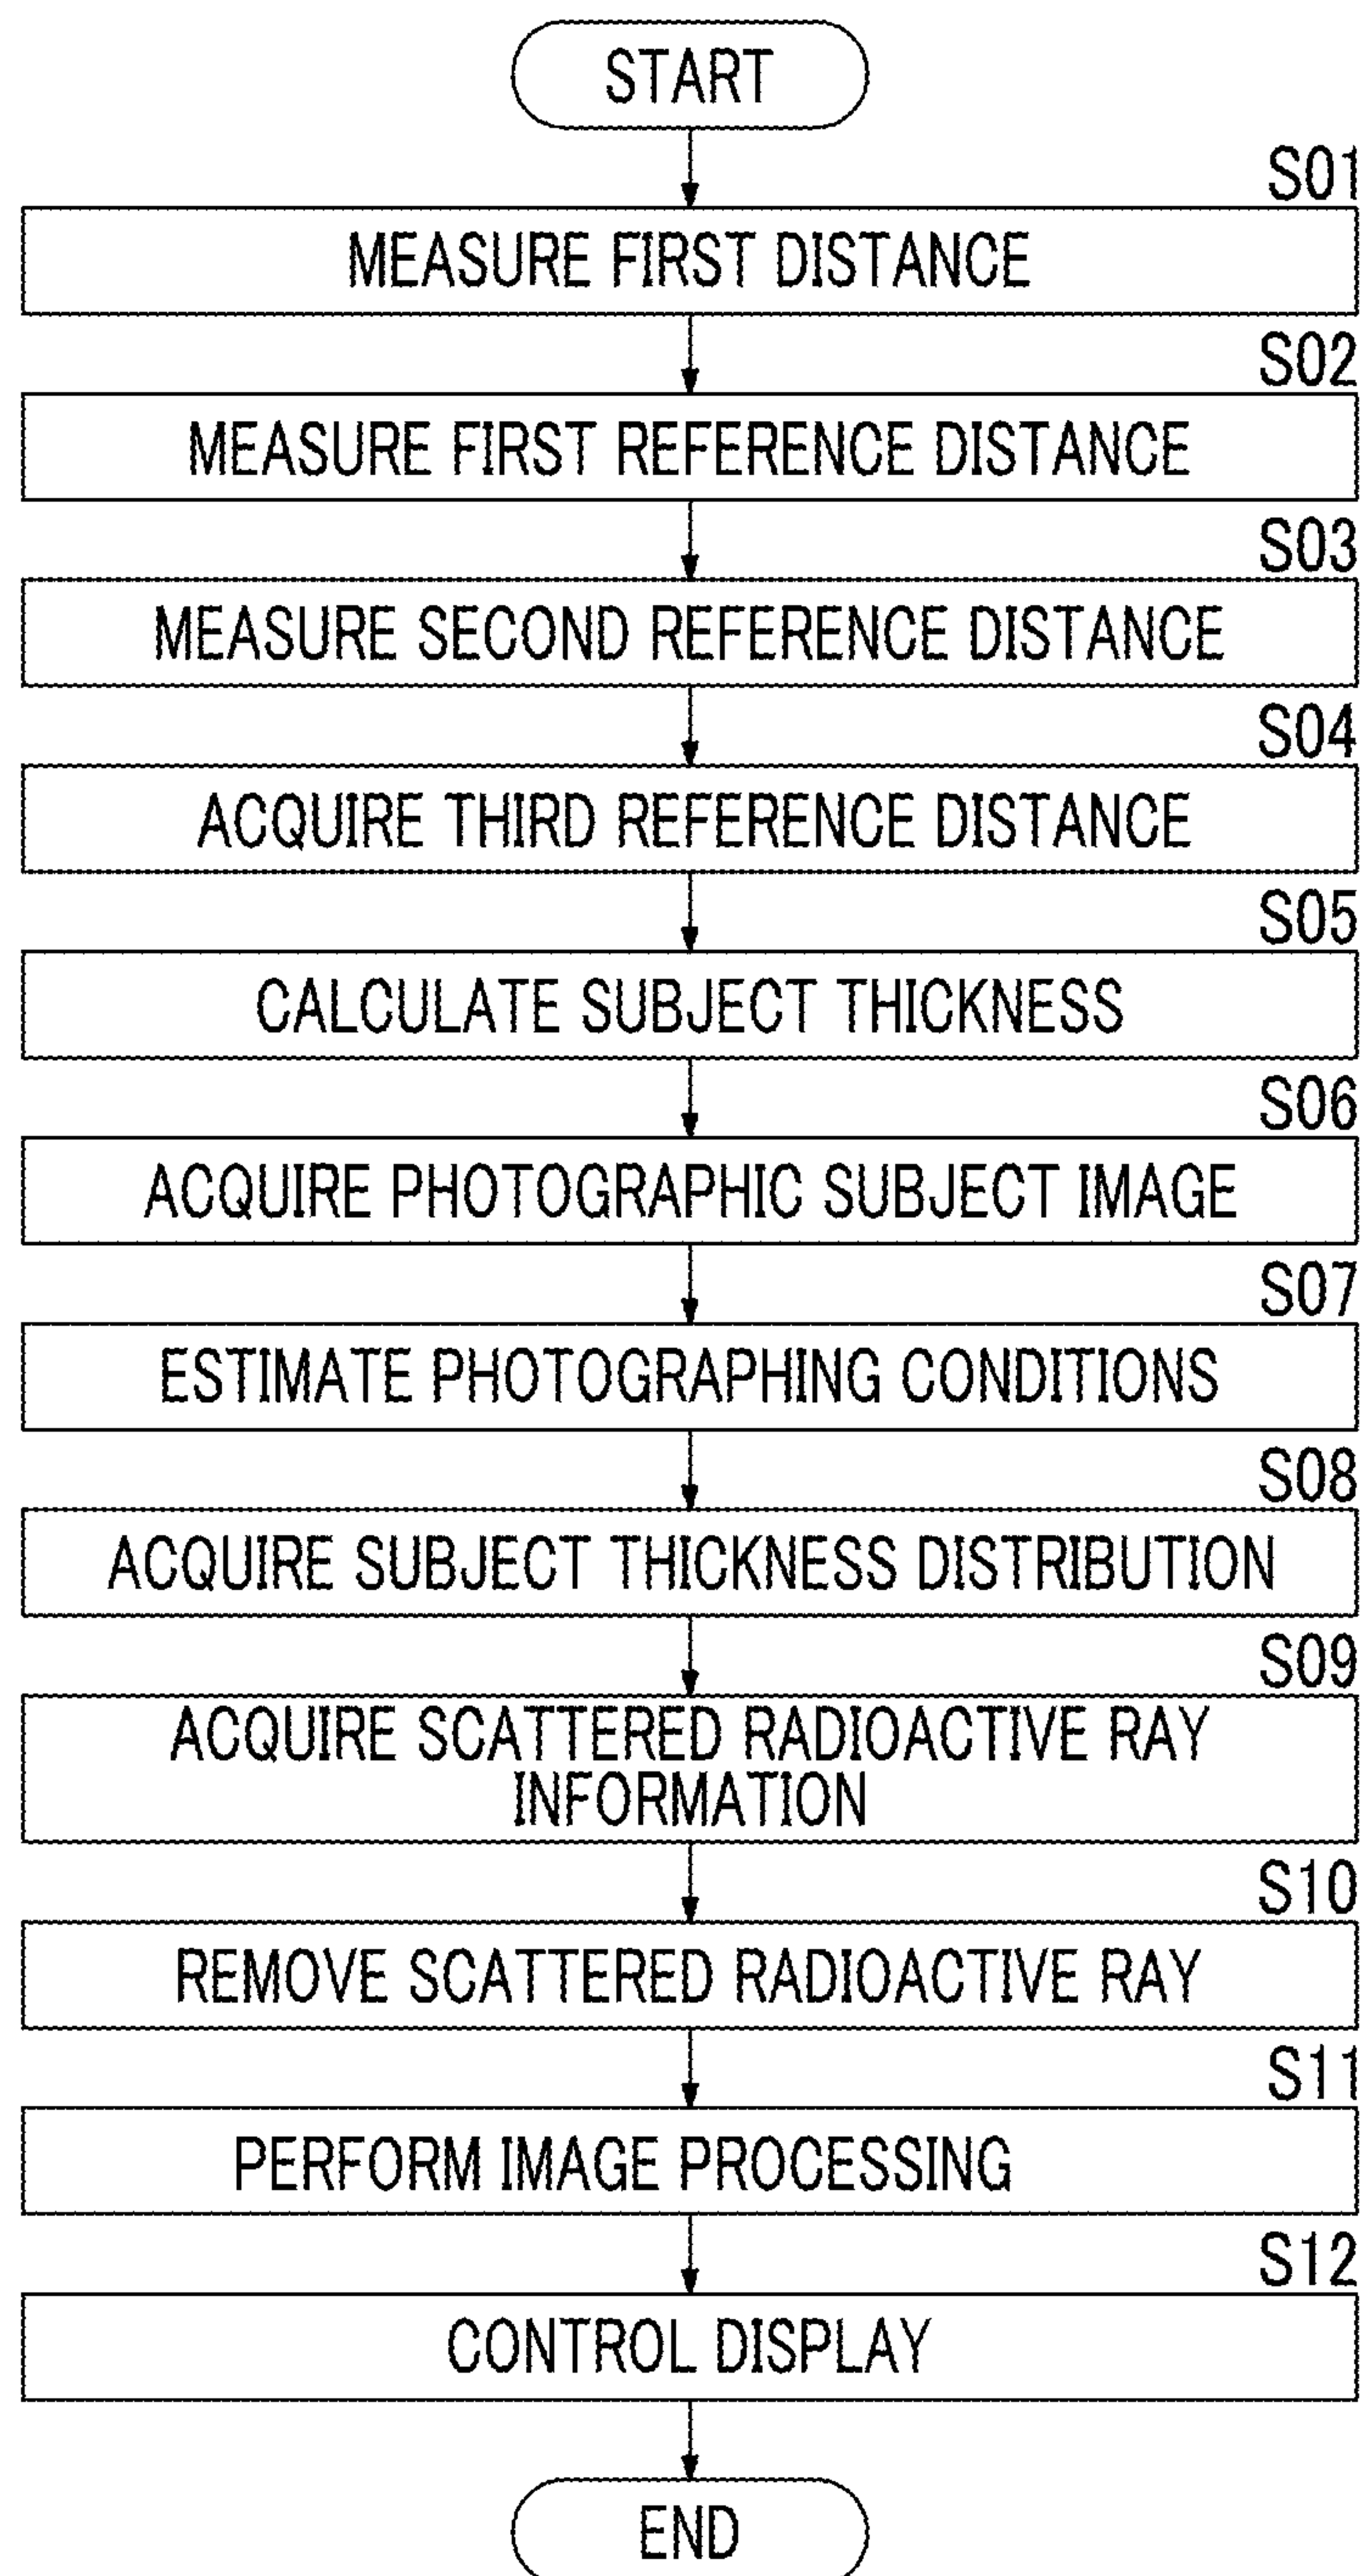 START
S01
MEASURE FIRST DISTANCE
S02
MEASURE FIRST REFERENCE DISTANCE
S03
MEASURE SECOND REFERENCE DISTANCE
S04
ACQUIRE THIRD REFERENCE DISTANCE
S05
CALCULATE SUBJECT THICKNESS
S06
ACQUIRE PHOTOGRAPHIC SUBJECT IMAGE
S07
ESTIMATE PHOTOGRAPHING CONDITIONS
S08
ACQUIRE SUBJECT THICKNESS DISTRIBUTION
S09
ACQUIRE SCATTERED RADIOACTIVE RAY
INFORMATION
S10
REMOVE SCATTERED RADIOACTIVE RAY
S11
PERFORM IMAGE PROCESSING
S12
CONTROL DISPLAY
END